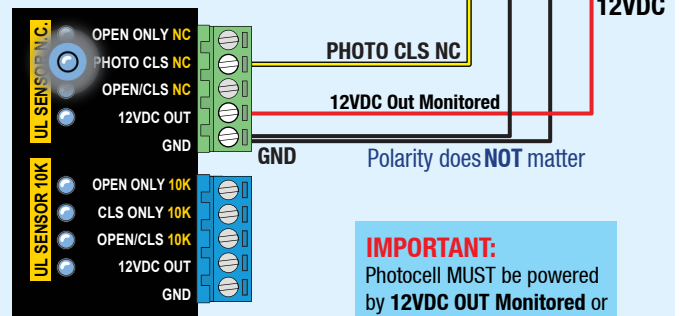 12VDC
UL SENSOR N.C.
OPEN ONLY NC
PHOTO CLS NC
OPEN/CLS NC
12VDC OUT
GND
PHOTO CLS NC
12VDC Out Monitored
GND
Polarity does NOT matter
UL SENSOR 10K
OPEN ONLY 10K
CLS ONLY 10K
OPEN/CLS 10K
12VDC OUT
GND
IMPORTANT:
Photocell MUST be powered
by 12VDC OUT Monitored or